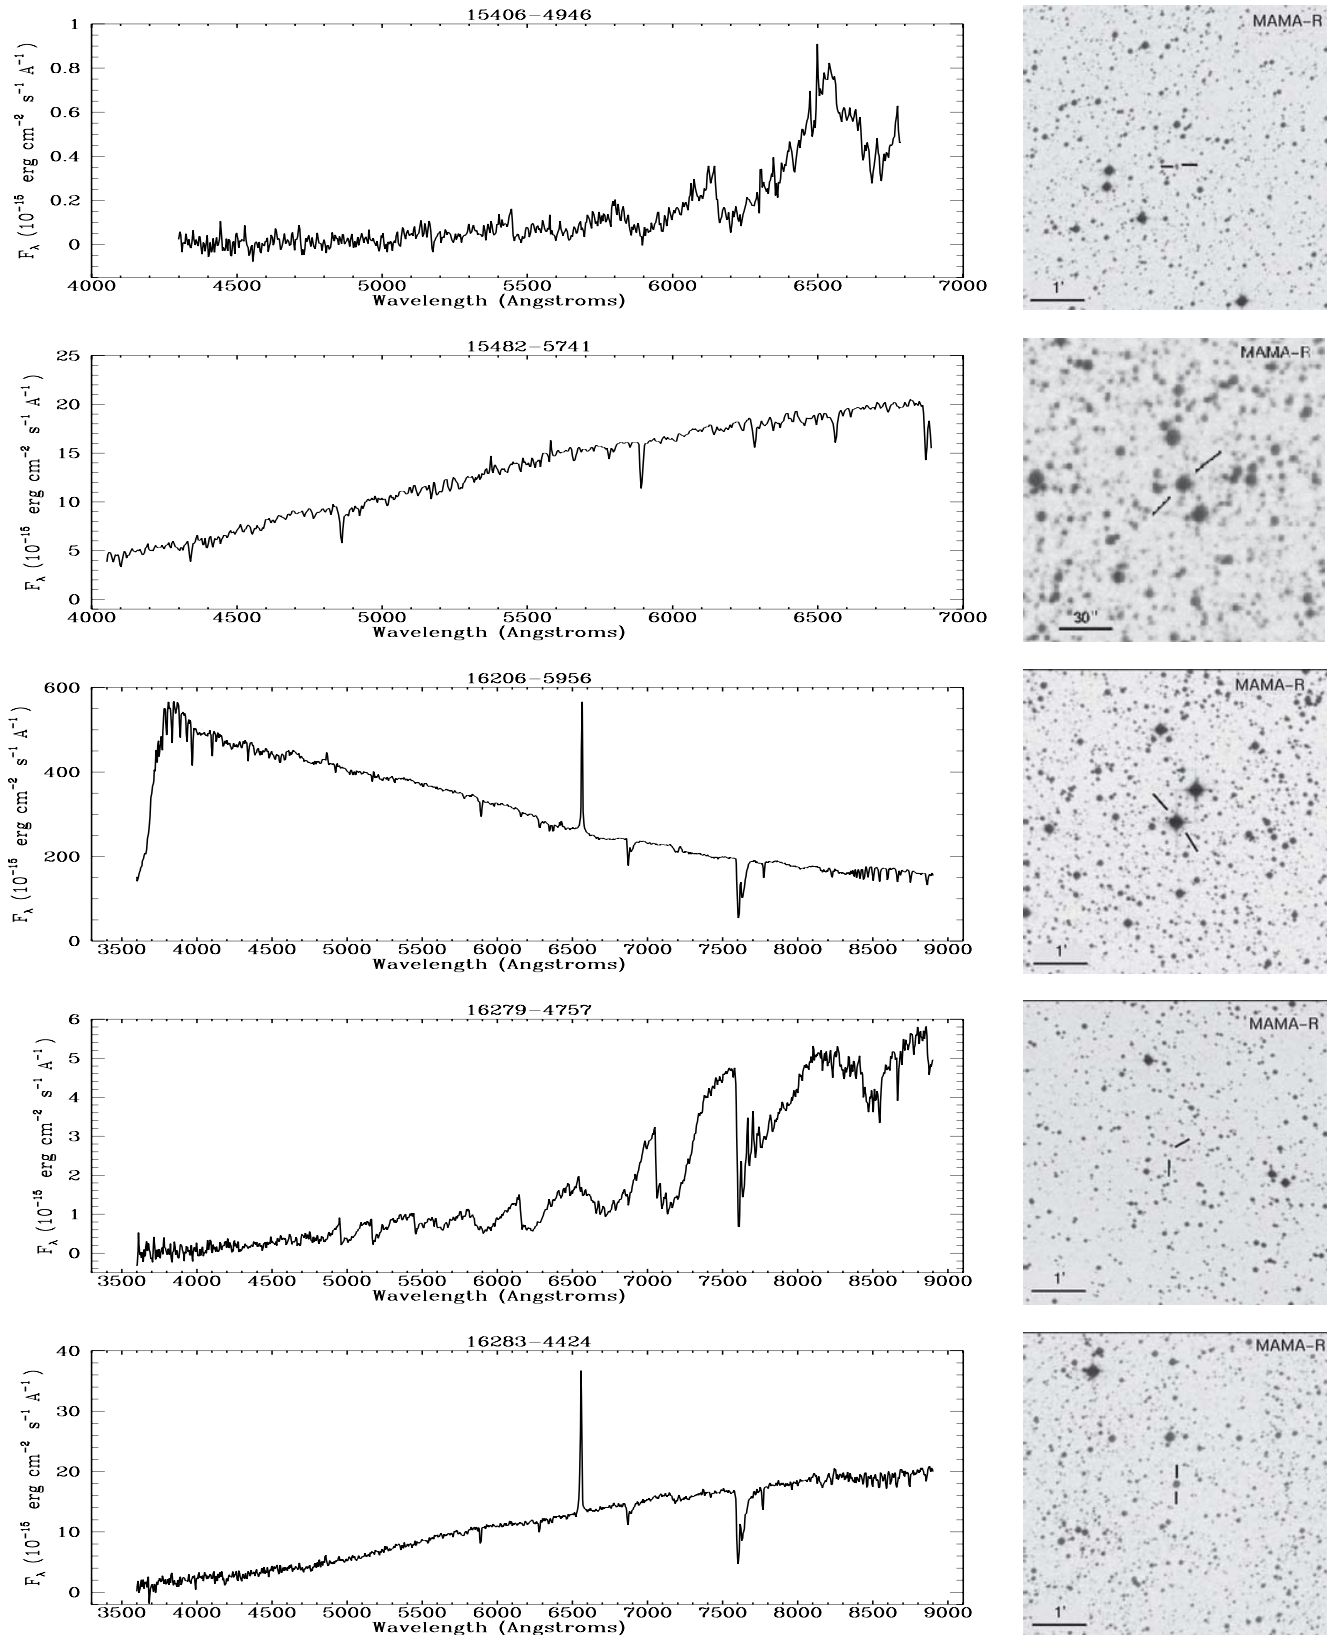 15406−4946
MAMA-R
1
0.8
0.6
0.4
0.2
0
F_λ (10⁻¹⁵ erg cm⁻² s⁻¹ A⁻¹)
4000 4500 5000 5500 6000 6500 7000
Wavelength (Angstroms)
1'
15482−5741
MAMA-R
25
20
15
10
5
0
F_λ (10⁻¹⁵ erg cm⁻² s⁻¹ A⁻¹)
4000 4500 5000 5500 6000 6500 7000
Wavelength (Angstroms)
30"
16206−5956
MAMA-R
600
400
200
0
F_λ (10⁻¹⁵ erg cm⁻² s⁻¹ A⁻¹)
3500 4000 4500 5000 5500 6000 6500 7000 7500 8000 8500 9000
Wavelength (Angstroms)
1'
16279−4757
MAMA-R
6
5
4
3
2
1
0
F_λ (10⁻¹⁵ erg cm⁻² s⁻¹ A⁻¹)
3500 4000 4500 5000 5500 6000 6500 7000 7500 8000 8500 9000
Wavelength (Angstroms)
1'
16283−4424
MAMA-R
40
30
20
10
0
F_λ (10⁻¹⁵ erg cm⁻² s⁻¹ A⁻¹)
3500 4000 4500 5000 5500 6000 6500 7000 7500 8000 8500 9000
Wavelength (Angstroms)
1'